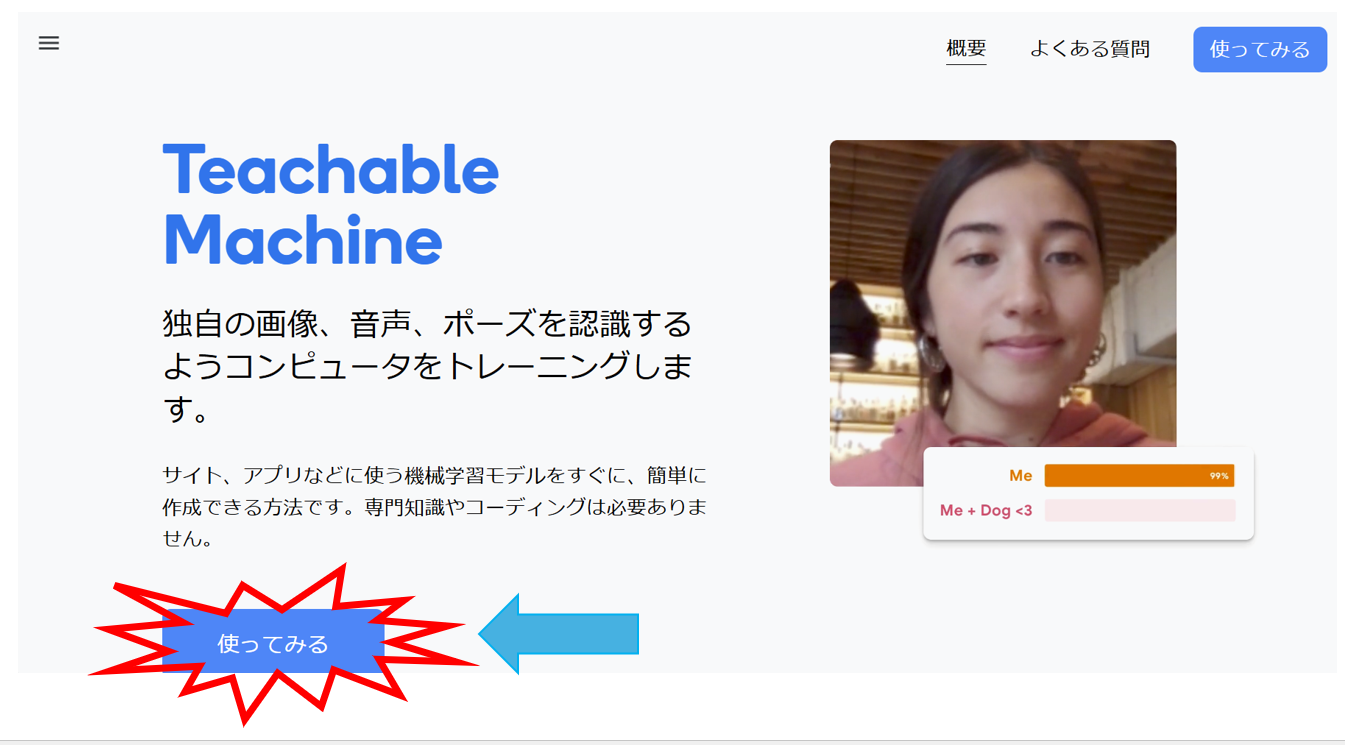 概要 よくある質問 使ってみる
Teachable
Machine
独自の画像、音声、ポーズを認識する
ようコンピュータをトレーニングしま
す。
サイト、アプリなどに使う機械学習モデルをすぐに、簡単に
作成できる方法です。専門知識やコーディングは必要ありま
せん。
使ってみる
Me 99%
Me + Dog <3